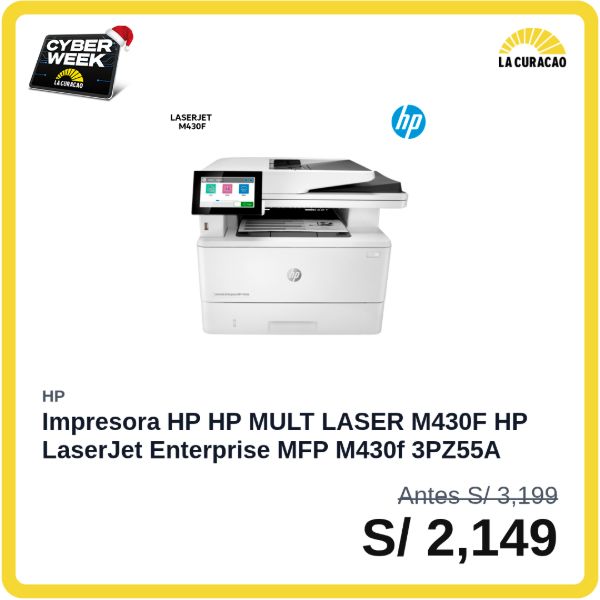 CYBER
WEEK
LA CURACAO
LA CURACAO
LASERJET
M430F
hp
hp
HP
Impresora HP HP MULT LASER M430F HP
LaserJet Enterprise MFP M430f 3PZ55A
Antes S/ 3,199
S/ 2,149